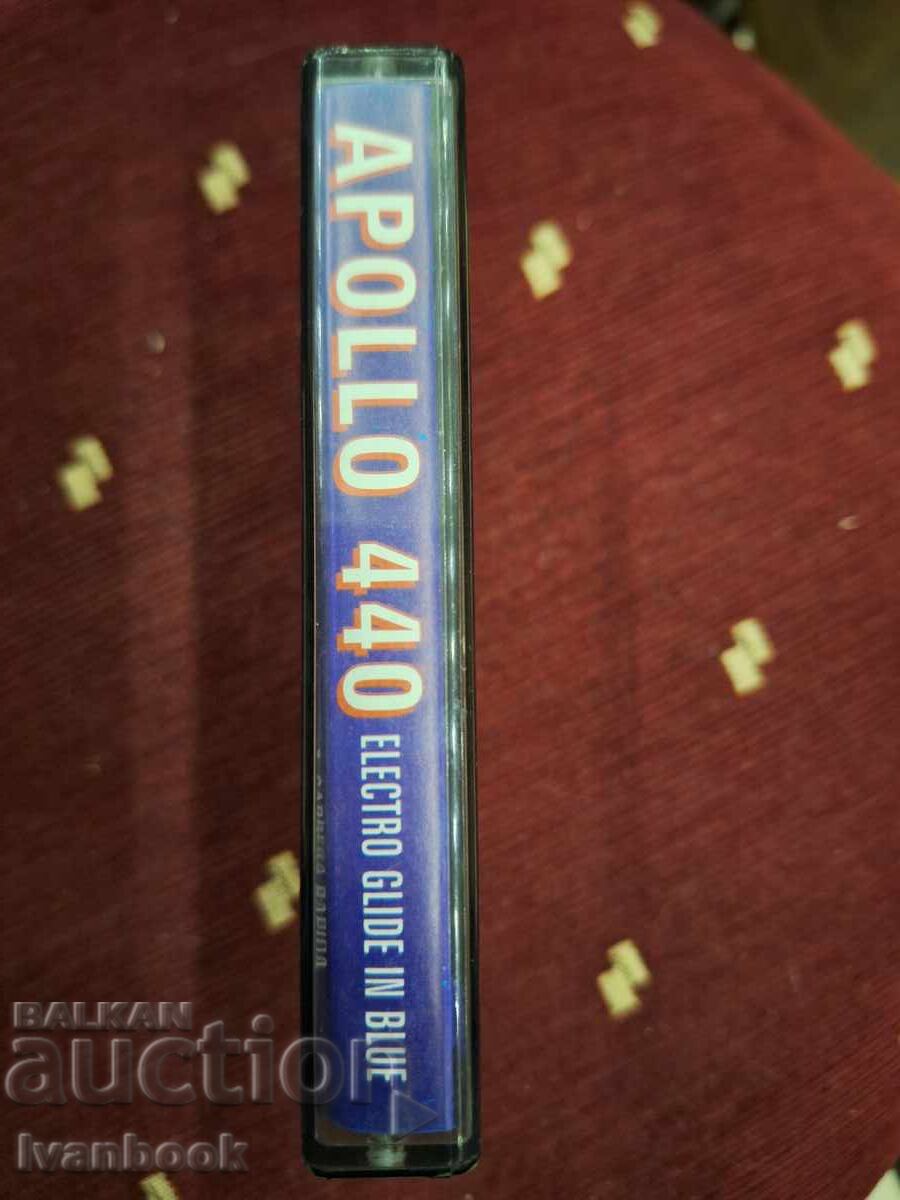 APOLLO 440 ELECTRO GLIDE IN BLUE
BALKAN
auction
Ivanbook